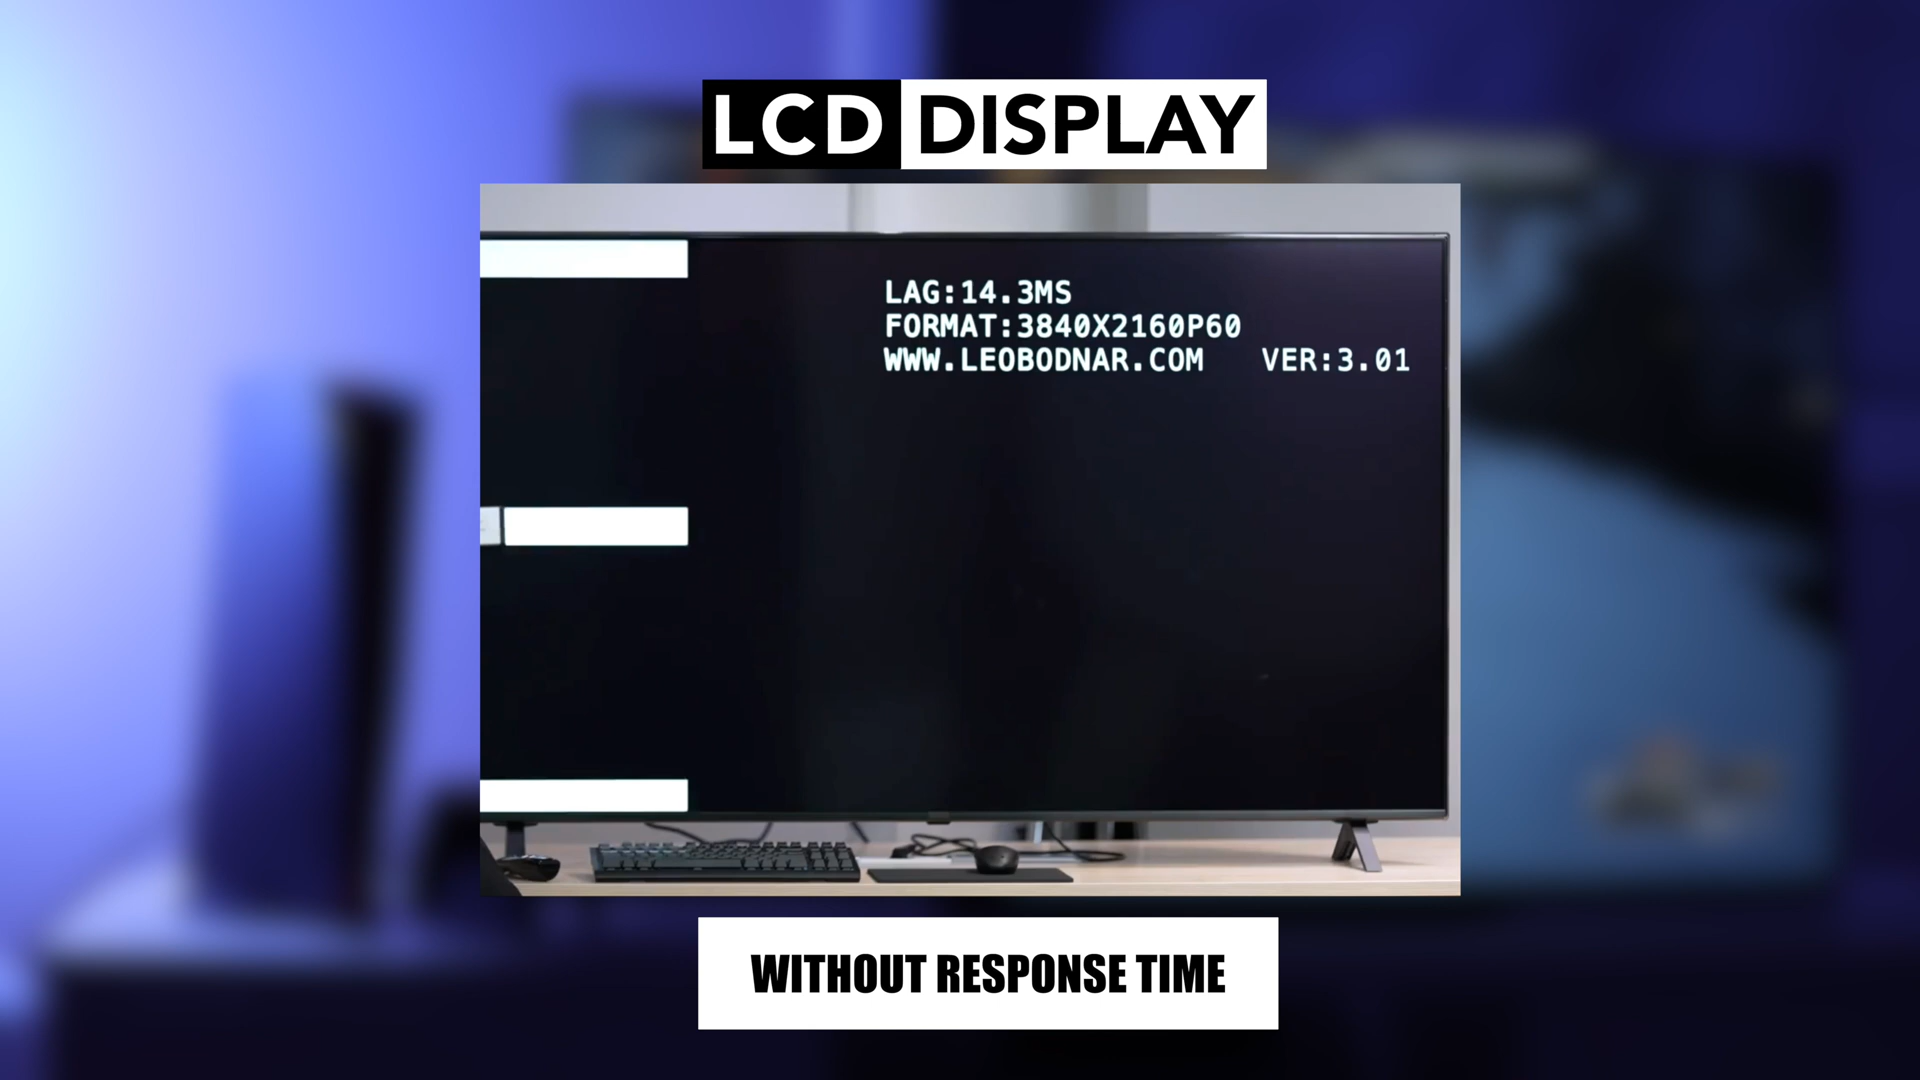 LCD DISPLAY
LAG:14.3MS
FORMAT:3840X2160P60
WWW.LEOBODNAR.COM VER:3.01
WITHOUT RESPONSE TIME